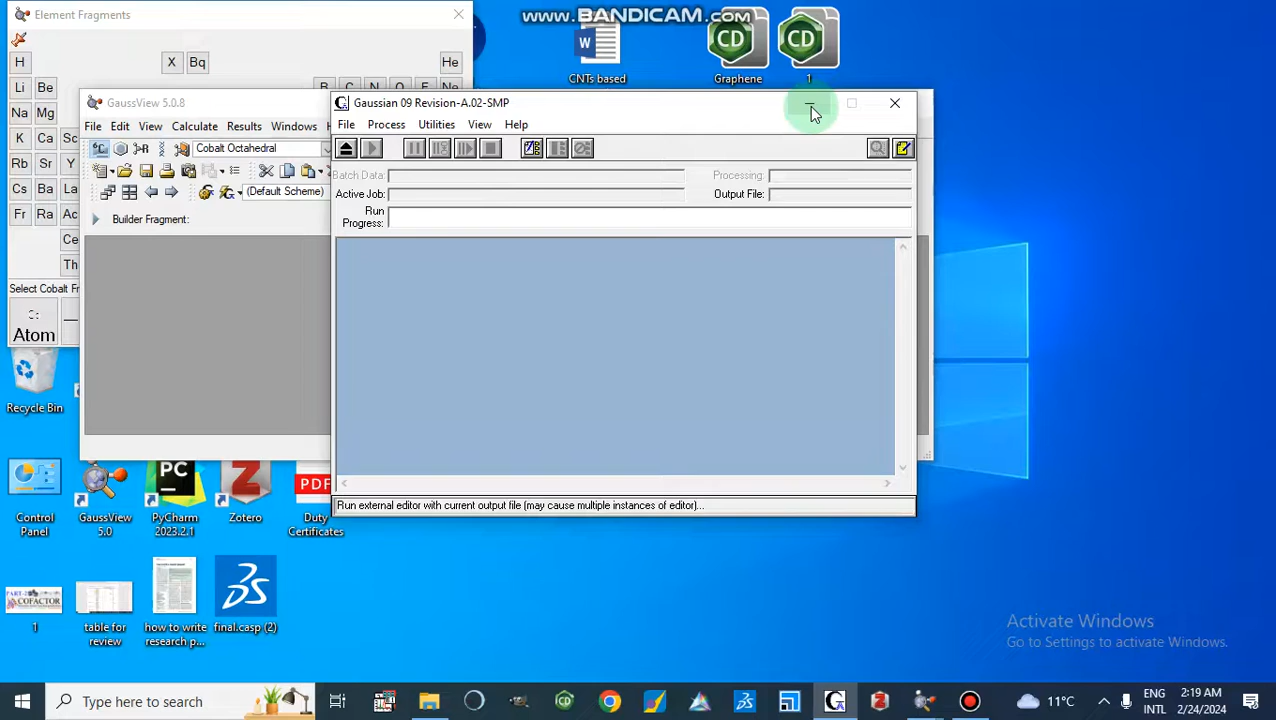 Element Fragments
www.BANDICAM.com
H
X
Bq
He
Li
Be
B
C
N
O
F
Ne
Na
Mg
K
Ca
Rb
Sr
Y
Cs
Ba
La
Fr
Ra
Ac
Ce
Th
Select Cobalt Fr
C:
Atom
CNTs based
Graphene
1
GaussView 5.0.8
File Edit View Calculate Results Windows
Cobalt Octahedral
(Default Scheme)
Builder Fragment:
Gaussian 09 Revision-A.02-SMP
File Process Utilities View Help
Batch Data:
Processing:
Active Job:
Output File:
Run
Progress:
Run external editor with current output file (may cause multiple instances of editor)...
Recycle Bin
Control
Panel
GaussView
5.0
PC
PyCharm
2023.2.1
Zotero
PDF
Duty
Certificates
1
table for
review
how to write
research p...
final.casp (2)
Activate Windows
Go to Settings to activate Windows.
Type here to search
11°C
ENG
INTL
2:19 AM
2/24/2024